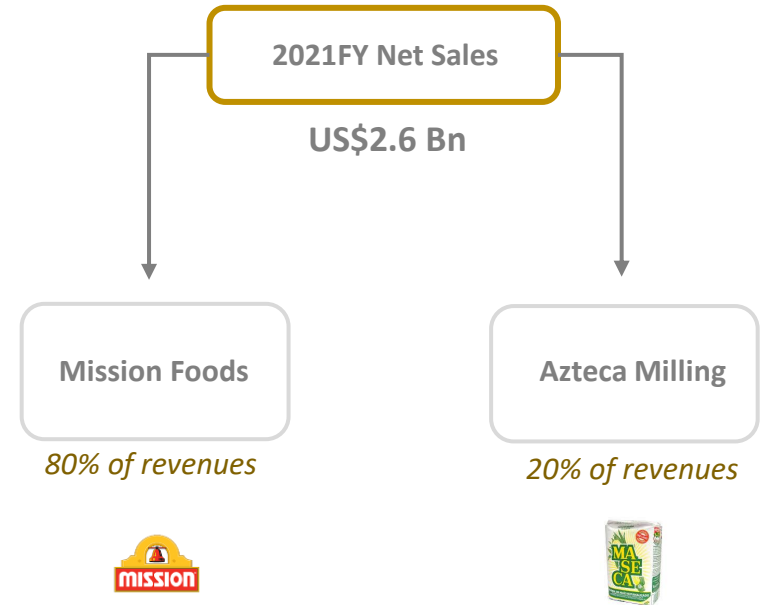 2021FY Net Sales
US$2.6 Bn
Mission Foods
Azteca Milling
80% of revenues
20% of revenues
MISSION
MA
SE
CA